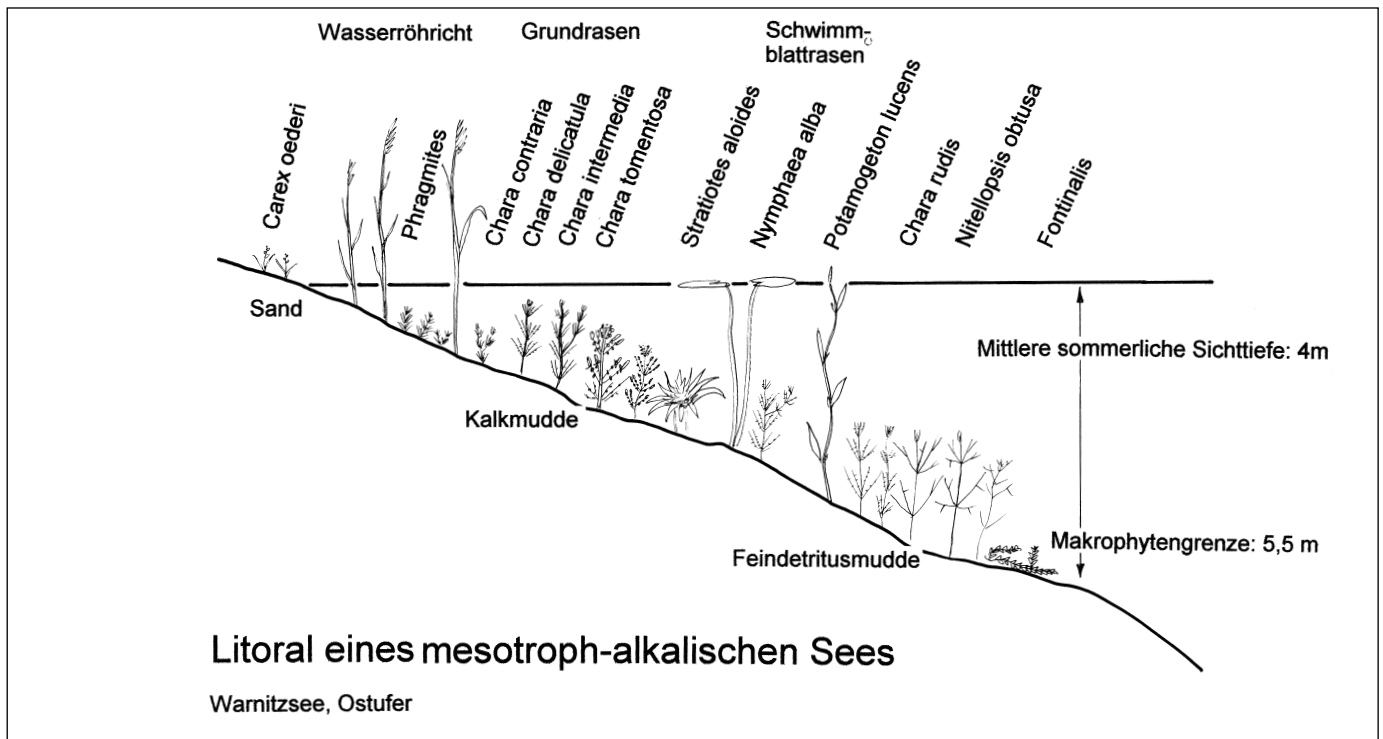 Wasserröhricht
Grundrasen
Schwimm-
blattrasen
Carex oederi
Phragmites
Chara contraria
Chara delicatula
Chara intermedia
Chara tomentosa
Stratiotes aloides
Nymphaea alba
Potamogeton lucens
Chara rudis
Nitellopsis obtusa
Fontinalis
Sand
Mittlere sommerliche Sichttiefe: 4m
Kalkmudde
Makrophytengrenze: 5,5 m
Feindetritusmudde
Litoral eines mesotroph-alkalischen Sees
Warnitzsee, Ostufer